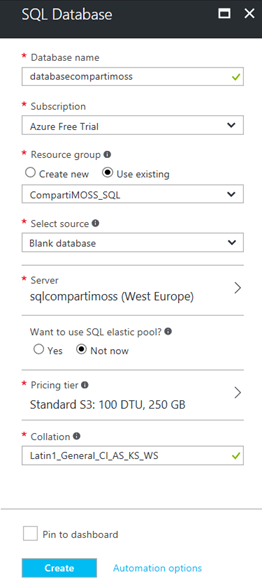 SQL Database
* Database name
databasecompartimoss
* Subscription
Azure Free Trial
* Resource group
Create new Use existing
CompartiMOSS_SQL
* Select source
Blank database
* Server
sqlcompartimoss (West Europe)
Want to use SQL elastic pool?
Yes Not now
* Pricing tier
Standard S3: 100 DTU, 250 GB
* Collation
Latin1_General_CI_AS_KS_WS
Pin to dashboard
Create Automation options